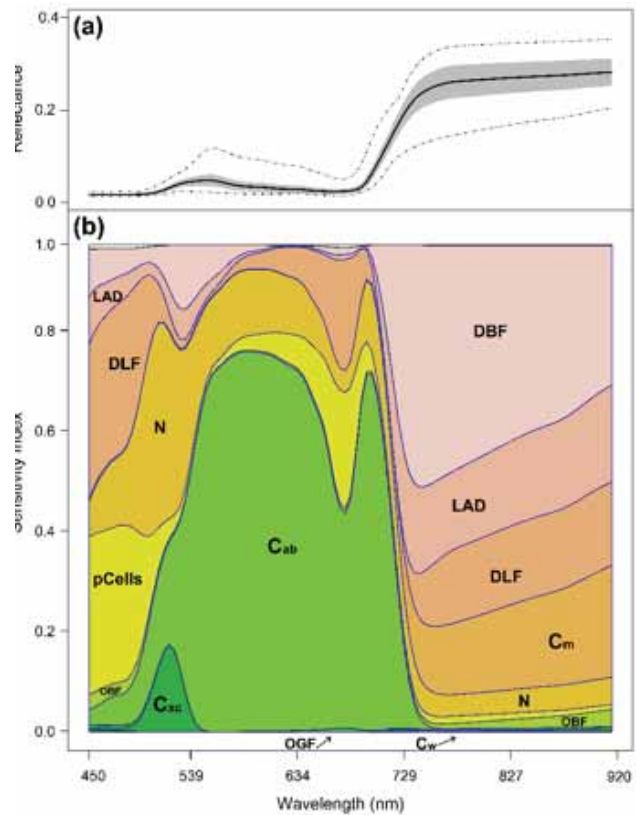 (a)
Reflectance
0.4
0.2
0.0
(b)
Sensitivity Index
1.0
0.8
0.6
0.4
0.2
0.0
LAD
DLF
N
pCells
OBF
Cxc
Cab
DBF
LAD
DLF
Cm
N
OBF
OGF
Cw
450
539
634
729
827
920
Wavelength (nm)